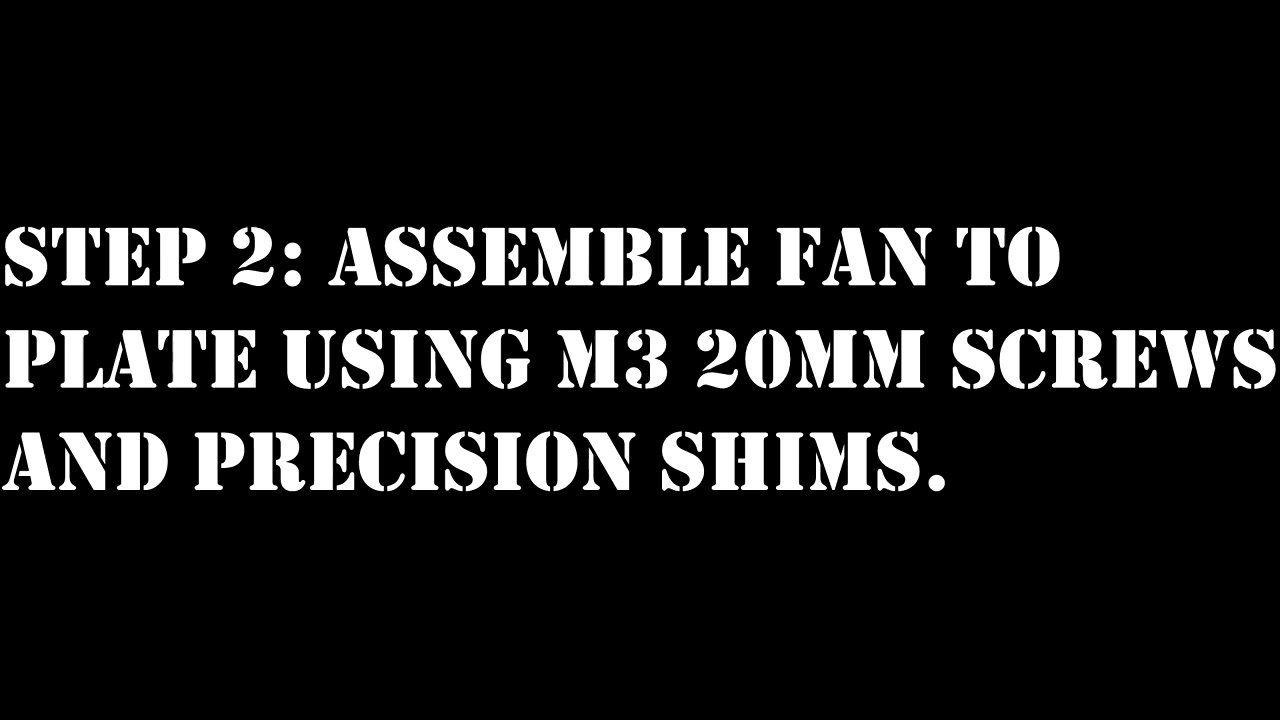 STEP 2: ASSEMBLE FAN TO
PLATE USING M3 20MM SCREWS
AND PRECISION SHIMS.